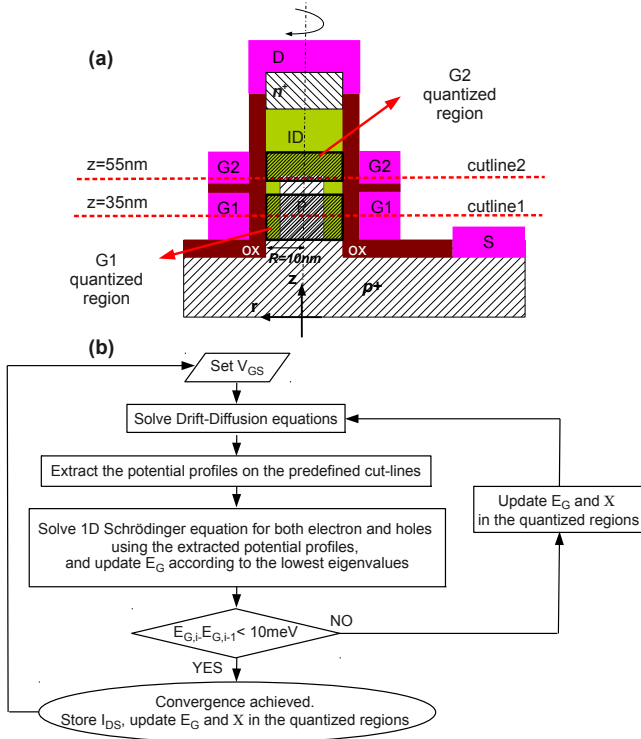 (a)
D
n+
G2
quantized
region
ID
z=55nm
G2
G2
cutline2
z=35nm
G1
P
G1
cutline1
ox
ox
S
R=10nm
G1
quantized
region
z
p+
r
(b)
Set VGS
Solve Drift-Diffusion equations
Extract the potential profiles on the predefined cut-lines
Update EG and X
in the quantized regions
Solve 1D Schrödinger equation for both electron and holes
using the extracted potential profiles,
and update EG according to the lowest eigenvalues
EG,i-EG,i-1< 10meV
NO
YES
Convergence achieved.
Store IDS, update EG and X in the quantized regions